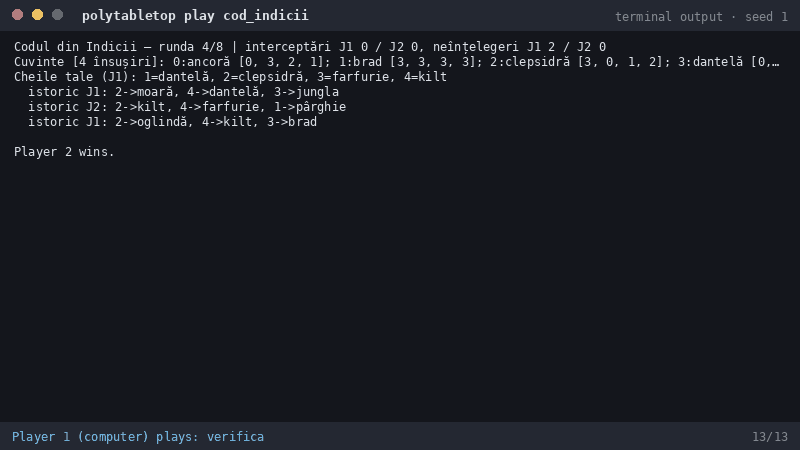 polytabletop play cod_indicii
terminal output · seed 1
Codul din Indicii — runda 4/8 | interceptări J1 0 / J2 0, neînțelegeri J1 2 / J2 0
Cuvinte [4 însușiri]: 0:ancoră [0, 3, 2, 1]; 1:brad [3, 3, 3, 3]; 2:clepsidră [3, 0, 1, 2]; 3:dantelă [0,…
Cheile tale (J1): 1=dantelă, 2=clepsidră, 3=farfurie, 4=kilt
istoric J1: 2->moară, 4->dantelă, 3->jungla
istoric J2: 2->kilt, 4->farfurie, 1->pârghie
istoric J1: 2->oglindă, 4->kilt, 3->brad
Player 2 wins.
Player 1 (computer) plays: verifica
13/13